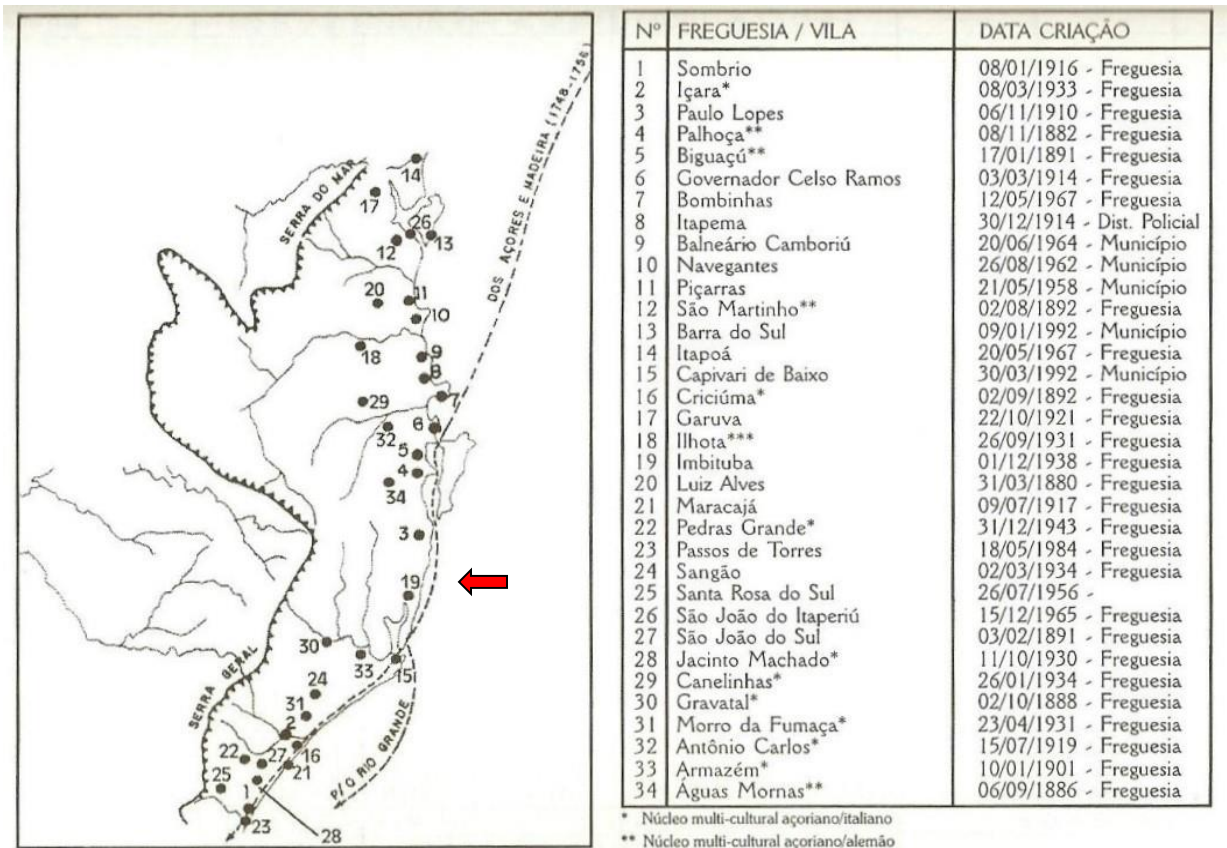 SERRA DO MAR
DOS AÇORES E MADEIRA (1748-1756)
14
17
26
12
13
20
11
10
18
9
8
7
29
32
6
5
4
34
3
19
30
33
15
SERRA GERAL
24
31
2
16
22
27
21
25
1
23
28
P/O RIO GRANDE
Nº FREGUESIA / VILA DATA CRIAÇÃO
1 Sombrio 08/01/1916 - Freguesia
2 Içara* 08/03/1933 - Freguesia
3 Paulo Lopes 06/11/1910 - Freguesia
4 Palhoça** 08/11/1882 - Freguesia
5 Biguaçú** 17/01/1891 - Freguesia
6 Governador Celso Ramos 03/03/1914 - Freguesia
7 Bombinhas 12/05/1967 - Freguesia
8 Itapema 30/12/1914 - Dist. Policial
9 Balneário Camboriú 20/06/1964 - Município
10 Navegantes 26/08/1962 - Município
11 Piçarras 21/05/1958 - Município
12 São Martinho** 02/08/1892 - Freguesia
13 Barra do Sul 09/01/1992 - Município
14 Itapoá 20/05/1967 - Freguesia
15 Capivari de Baixo 30/03/1992 - Município
16 Criciúma* 02/09/1892 - Freguesia
17 Garuva 22/10/1921 - Freguesia
18 Ilhota*** 26/09/1931 - Freguesia
19 Imbituba 01/12/1938 - Freguesia
20 Luiz Alves 31/03/1880 - Freguesia
21 Maracajá 09/07/1917 - Freguesia
22 Pedras Grande* 31/12/1943 - Freguesia
23 Passos de Torres 18/05/1984 - Freguesia
24 Sangão 02/03/1934 - Freguesia
25 Santa Rosa do Sul 26/07/1956 -
26 São João do Itaperiú 15/12/1965 - Freguesia
27 São João do Sul 03/02/1891 - Freguesia
28 Jacinto Machado* 11/10/1930 - Freguesia
29 Canelinhas* 26/01/1934 - Freguesia
30 Gravatal* 02/10/1888 - Freguesia
31 Morro da Fumaça* 23/04/1931 - Freguesia
32 Antônio Carlos* 15/07/1919 - Freguesia
33 Armazém* 10/01/1901 - Freguesia
34 Águas Mornas** 06/09/1886 - Freguesia
* Núcleo multi-cultural açoriano/italiano
** Núcleo multi-cultural açoriano/alemão